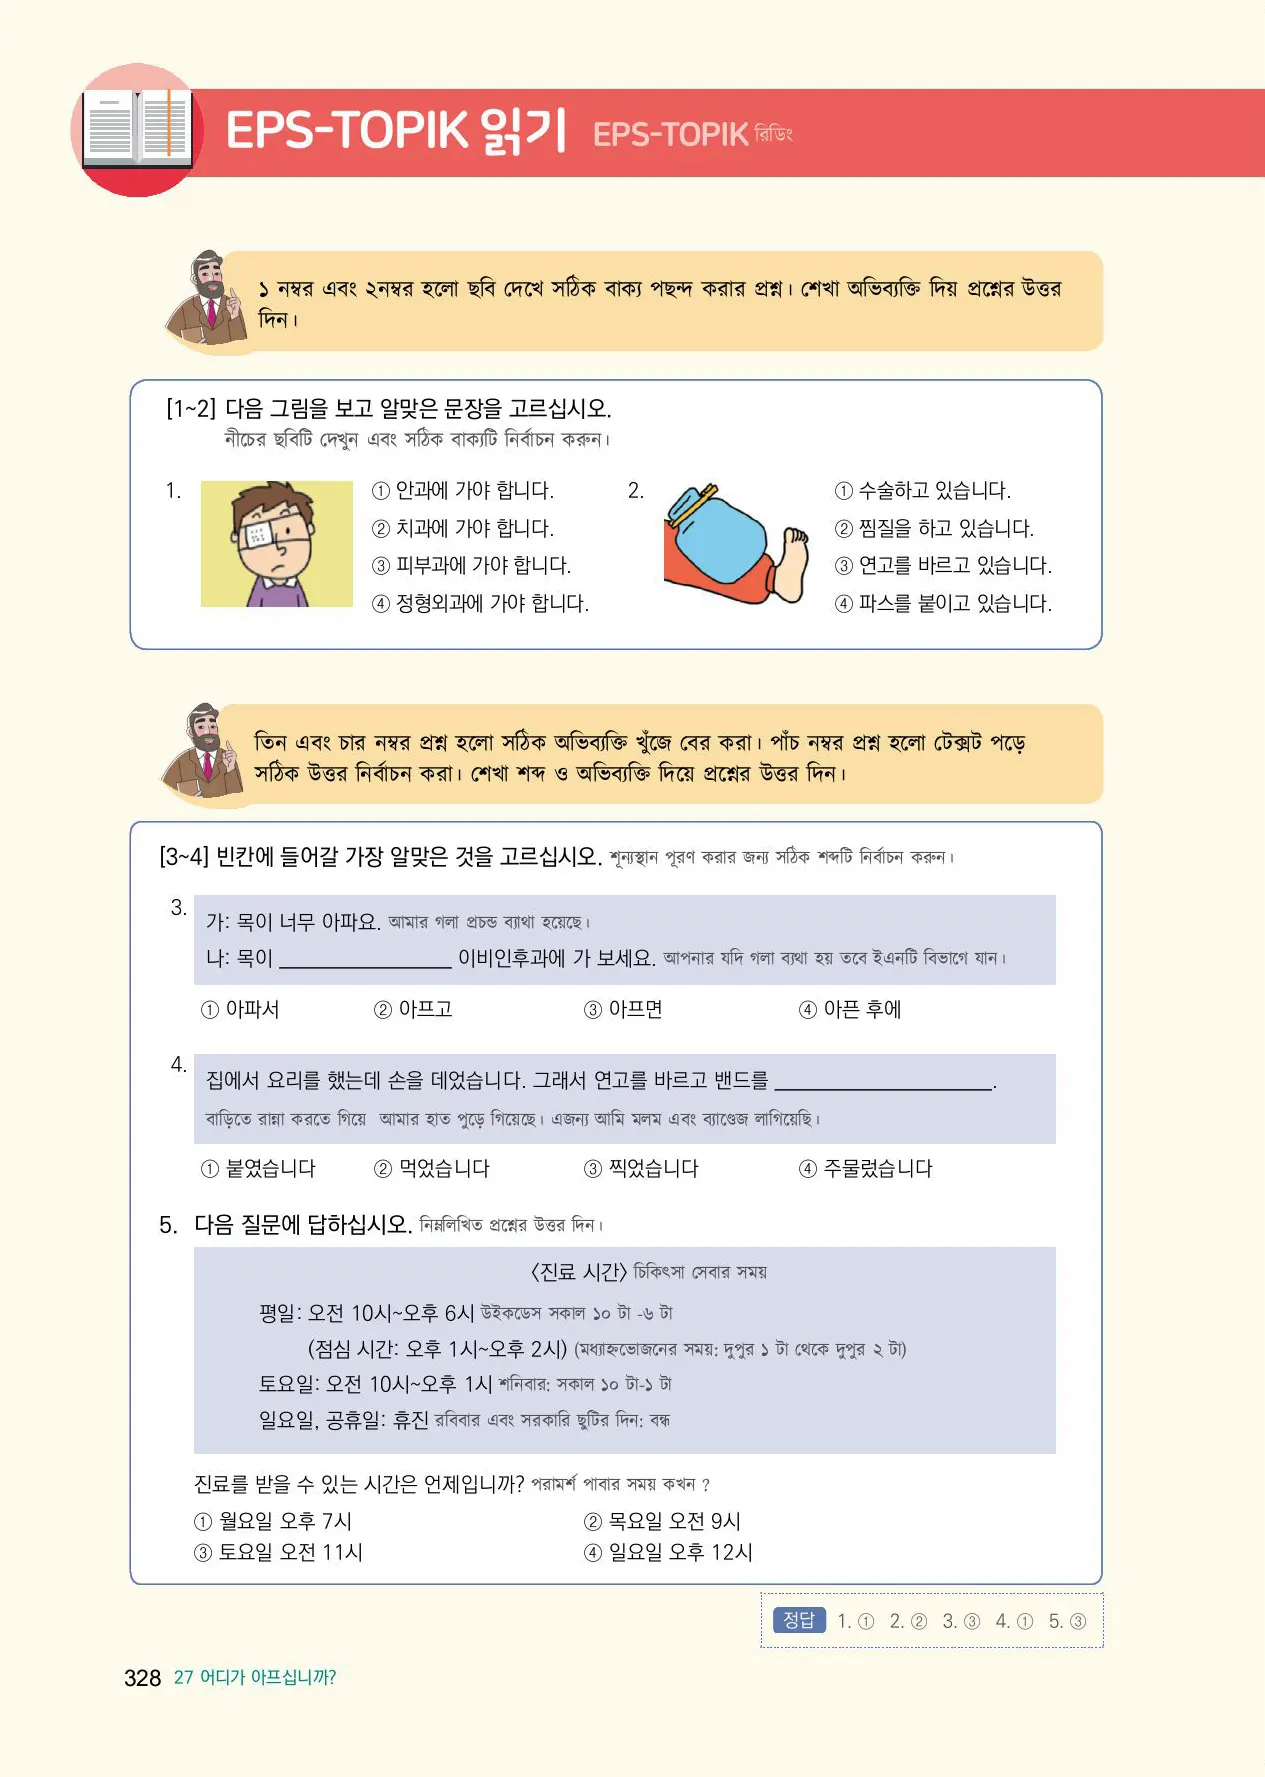 EPS-TOPIK 읽기 EPS-TOPIK রিডিং
১ নম্বর এবং ২নম্বর হলো ছবি দেখে সঠিক বাক্য পছন্দ করার প্রশ্ন। শেখা অভিব্যক্তি দিয় প্রশ্নের উত্তর
দিন।
[1~2] 다음 그림을 보고 알맞은 문장을 고르십시오.
নীচের ছবিটি দেখুন এবং সঠিক বাক্যটি নির্বাচন করুন।
1.
① 안과에 가야 합니다.
② 치과에 가야 합니다.
③ 피부과에 가야 합니다.
④ 정형외과에 가야 합니다.
2.
① 수술하고 있습니다.
② 찜질을 하고 있습니다.
③ 연고를 바르고 있습니다.
④ 파스를 붙이고 있습니다.
তিন এবং চার নম্বর প্রশ্ন হলো সঠিক অভিব্যক্তি খুঁজে বের করা। পাঁচ নম্বর প্রশ্ন হলো টেক্সট পড়ে
সঠিক উত্তর নির্বাচন করা। শেখা শব্দ ও অভিব্যক্তি দিয়ে প্রশ্নের উত্তর দিন।
[3~4] 빈칸에 들어갈 가장 알맞은 것을 고르십시오. শূন্যস্থান পূরণ করার জন্য সঠিক শব্দটি নির্বাচন করুন।
3. 가: 목이 너무 아파요. আমার গলা প্রচন্ড ব্যাথা হয়েছে।
나: 목이 ________________ 이비인후과에 가 보세요. আপনার যদি গলা ব্যথা হয় তবে ইএনটি বিভাগে যান।
① 아파서 ② 아프고 ③ 아프면 ④ 아픈 후에
4. 집에서 요리를 했는데 손을 데었습니다. 그래서 연고를 바르고 밴드를 ____________________.
বাড়িতে রান্না করতে গিয়ে আমার হাত পুড়ে গিয়েছে। এজন্য আমি মলম এবং ব্যাণ্ডেজ লাগিয়েছি।
① 붙였습니다 ② 먹었습니다 ③ 찍었습니다 ④ 주물렀습니다
5. 다음 질문에 답하십시오. নিম্নলিখিত প্রশ্নের উত্তর দিন।
〈진료 시간〉 চিকিৎসা সেবার সময়
평일: 오전 10시~오후 6시 উইকডেস সকাল ১০ টা -৬ টা
(점심 시간: 오후 1시~오후 2시) (মধ্যাহ্নভোজনের সময়: দুপুর ১ টা থেকে দুপুর ২ টা)
토요일: 오전 10시~오후 1시 শনিবার: সকাল ১০ টা-১ টা
일요일, 공휴일: 휴진 রবিবার এবং সরকারি ছুটির দিন: বন্ধ
진료를 받을 수 있는 시간은 언제입니까? পরামর্শ পাবার সময় কখন ?
① 월요일 오후 7시 ② 목요일 오전 9시
③ 토요일 오전 11시 ④ 일요일 오후 12시
정답 1. ① 2. ② 3. ③ 4. ① 5. ③
328 27 어디가 아프십니까?